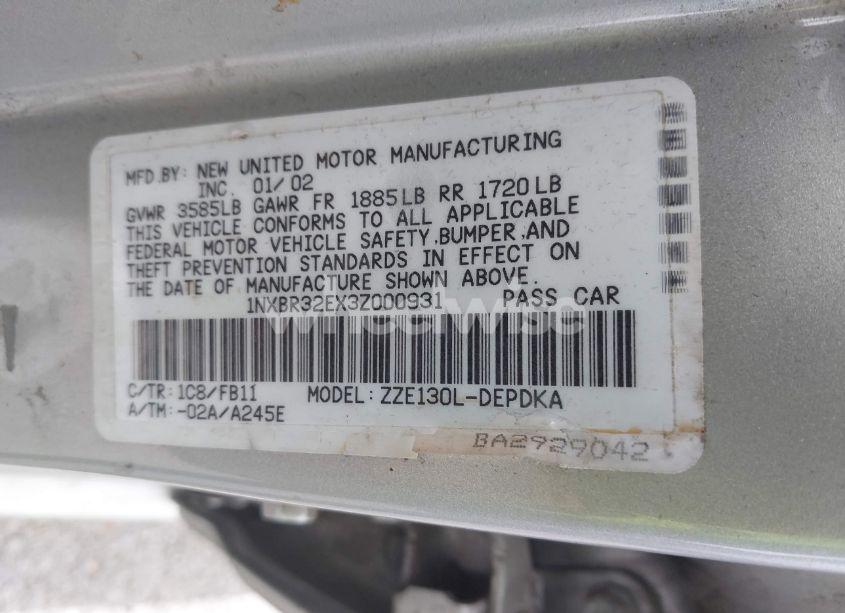 MFD.BY: NEW UNITED MOTOR MANUFACTURING
INC. 01/02
GVWR 3585LB GAWR FR 1885LB RR 1720LB
THIS VEHICLE CONFORMS TO ALL APPLICABLE
FEDERAL MOTOR VEHICLE SAFETY,BUMPER,AND
THEFT PREVENTION STANDARDS IN EFFECT ON
THE DATE OF MANUFACTURE SHOWN ABOVE.
1NXBR32EX3Z000931 PASS CAR
wheelwise
C/TR: 1C8/FB11 MODEL: ZZE130L-DEPDKA
A/TM: -02A/A245E
BA2929042